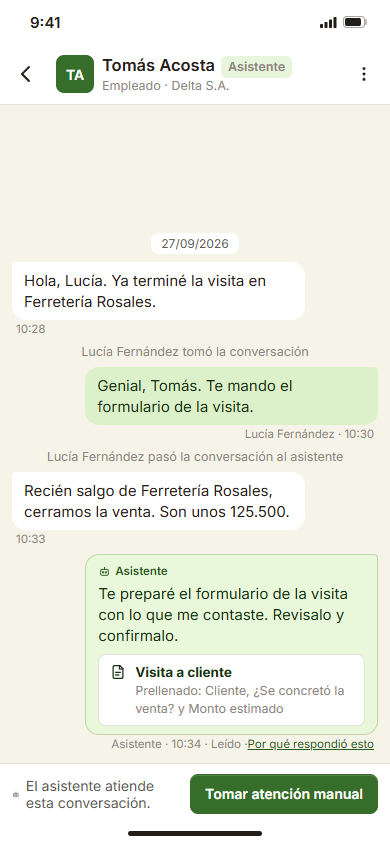 9:41
TA
Tomás Acosta
Asistente
Empleado · Delta S.A.
27/09/2026
Hola, Lucía. Ya terminé la visita en
Ferretería Rosales.
10:28
Lucía Fernández tomó la conversación
Genial, Tomás. Te mando el
formulario de la visita.
Lucía Fernández · 10:30
Lucía Fernández pasó la conversación al asistente
Recién salgo de Ferretería Rosales,
cerramos la venta. Son unos 125.500.
10:33
Asistente
Te preparé el formulario de la visita
con lo que me contaste. Revisalo y
confirmalo.
Visita a cliente
Prellenado: Cliente, ¿Se concretó la
venta? y Monto estimado
Asistente · 10:34 · Leído ·Por qué respondió esto
El asistente atiende
esta conversación.
Tomar atención manual